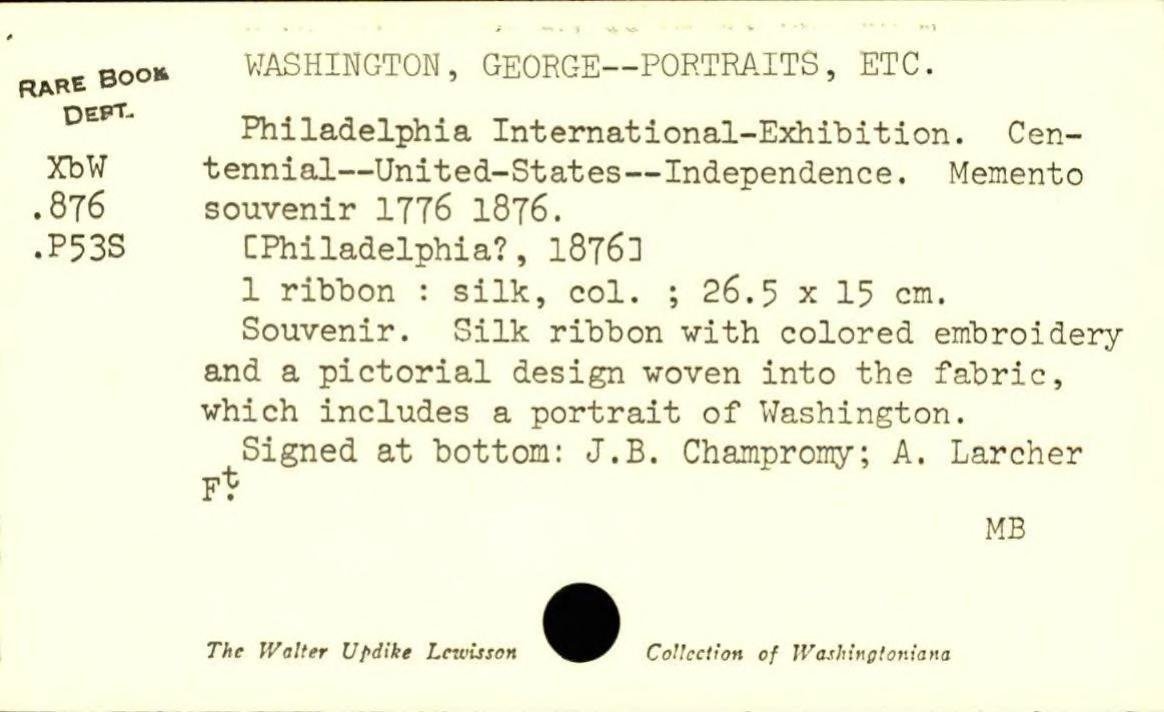 WASHINGTON, GEORGE--PORTRAITS, ETC.
RARE BOOK
DEPT.
Philadelphia International-Exhibition. Cen-
XbW tennial--United-States--Independence. Memento
.876 souvenir 1776 1876.
.P53S [Philadelphia?, 1876]
1 ribbon : silk, col. ; 26.5 x 15 cm.
Souvenir. Silk ribbon with colored embroidery
and a pictorial design woven into the fabric,
which includes a portrait of Washington.
Signed at bottom: J.B. Champromy; A. Larcher
Fᵗ.
MB
The Walter Updike Lewisson Collection of Washingtoniana